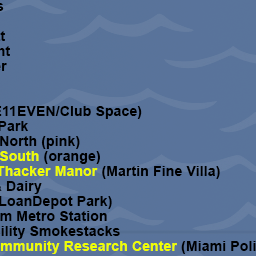 s
t
nt
er
E11EVEN/Club Space)
Park
North (pink)
South (orange)
Thacker Manor (Martin Fine Villa)
& Dairy
LoanDepot Park)
m Metro Station
ility Smokestacks
mmunity Research Center (Miami Poli